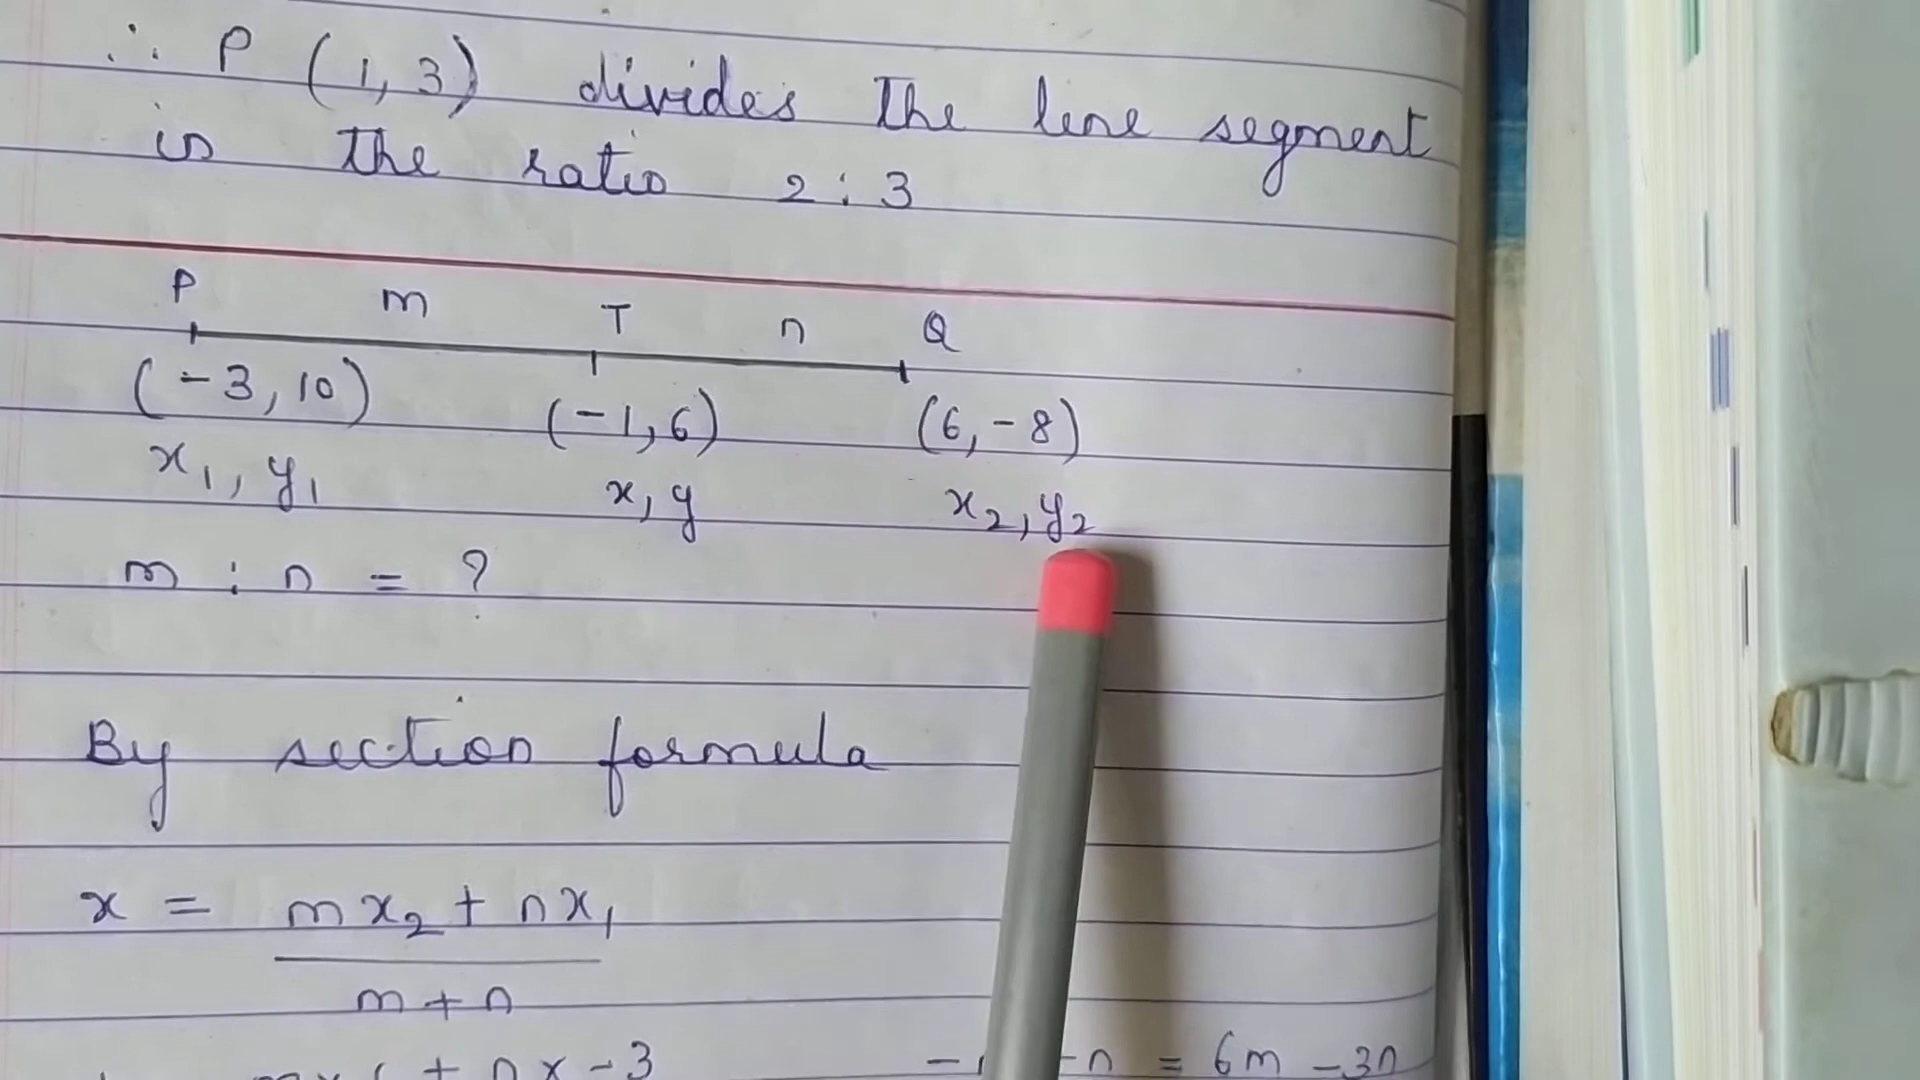 ∴ P (1, 3) divides the line segment
in the ratio 2 : 3
P m T n Q
(-3, 10) (-1, 6) (6, -8)
x₁, y₁ x, y x₂, y₂
m : n = ?
By section formula
x = mx₂ + nx₁
m + n
+ n x -3 - n = 6m - 3n